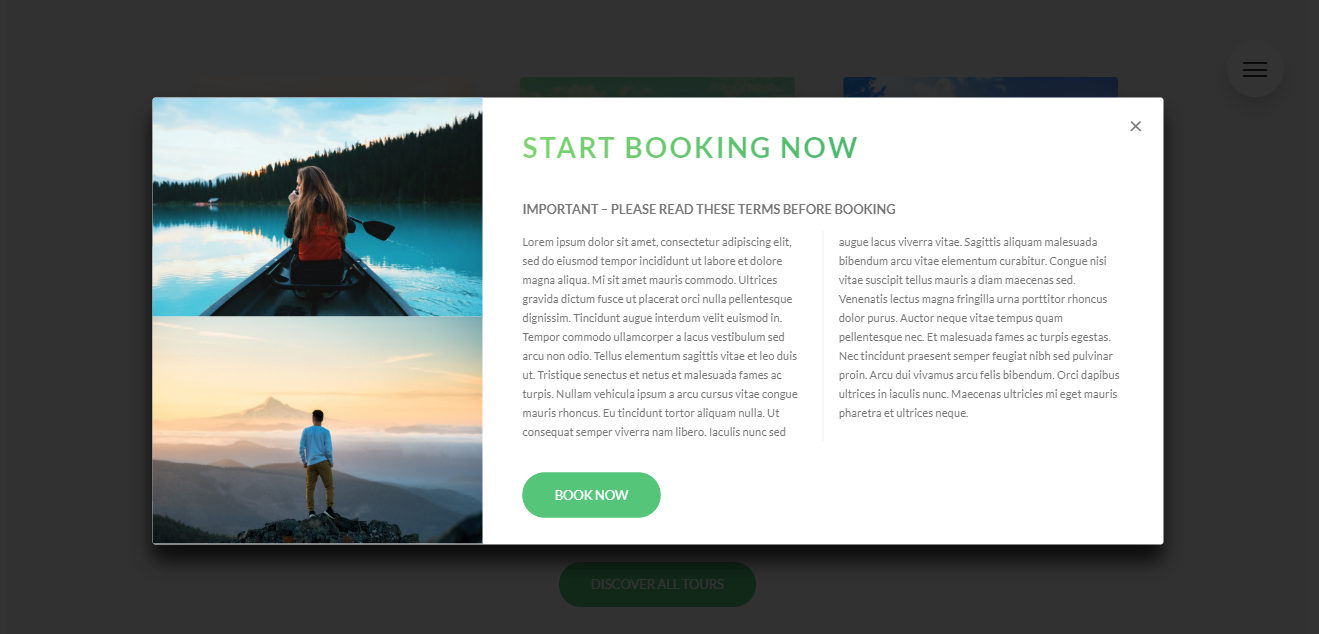 START BOOKING NOW
IMPORTANT – PLEASE READ THESE TERMS BEFORE BOOKING
Lorem ipsum dolor sit amet, consectetur adipiscing elit,
sed do eiusmod tempor incididunt ut labore et dolore
magna aliqua. Mi sit amet mauris commodo. Ultrices
gravida dictum fusce ut placerat orci nulla pellentesque
dignissim. Tincidunt augue interdum velit euismod in.
Tempor commodo ullamcorper a lacus vestibulum sed
arcu non odio. Tellus elementum sagittis vitae et leo duis
ut. Tristique senectus et netus et malesuada fames ac
turpis. Nullam vehicula ipsum a arcu cursus vitae congue
mauris rhoncus. Eu tincidunt tortor aliquam nulla. Ut
consequat semper viverra nam libero. Iaculis nunc sed
augue lacus viverra vitae. Sagittis aliquam malesuada
bibendum arcu vitae elementum curabitur. Congue nisi
vitae suscipit tellus mauris a diam maecenas sed.
Venenatis lectus magna fringilla urna porttitor rhoncus
dolor purus. Auctor neque vitae tempus quam
pellentesque nec. Et malesuada fames ac turpis egestas.
Nec tincidunt praesent semper feugiat nibh sed pulvinar
proin. Arcu dui vivamus arcu felis bibendum. Orci dapibus
ultrices in iaculis nunc. Maecenas ultricies mi eget mauris
pharetra et ultrices neque.
BOOK NOW
DISCOVER ALL TOURS